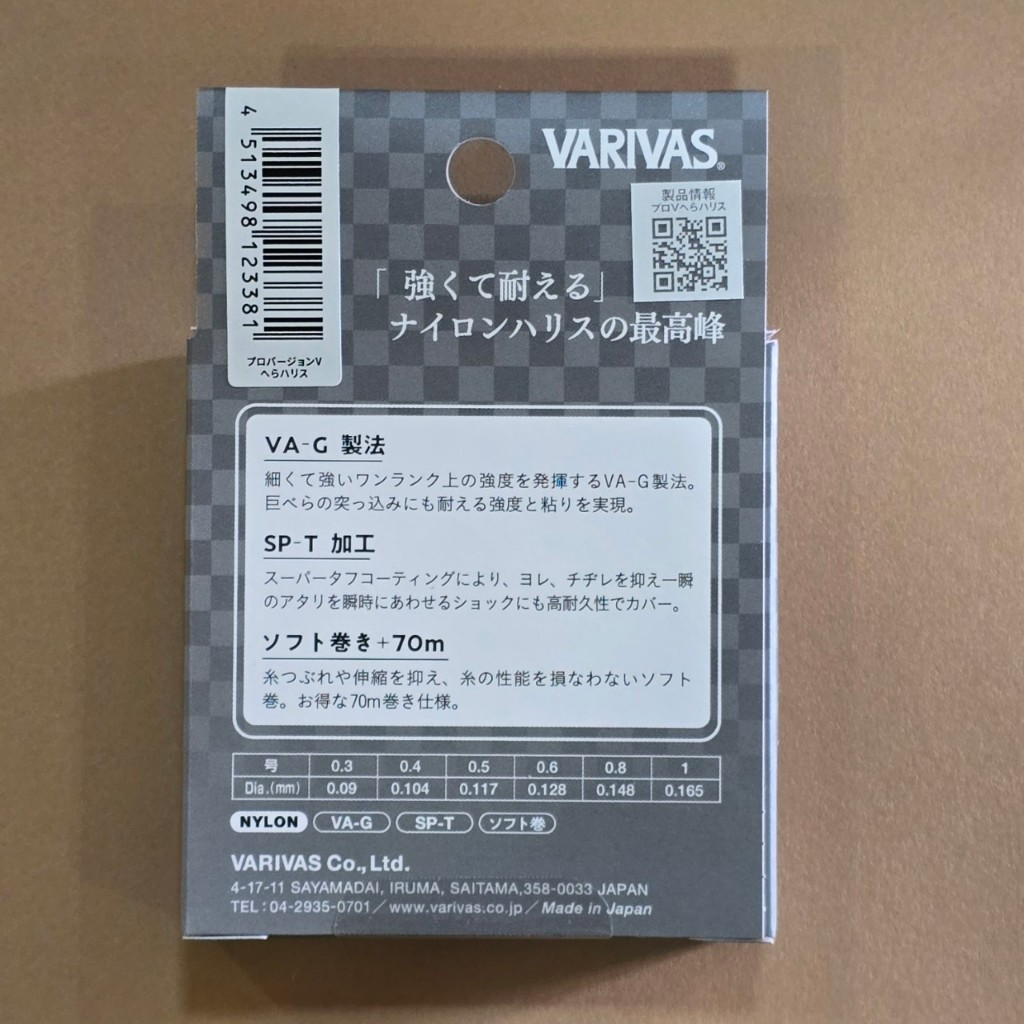 4 513498 123381
プロバージョンV
へらハリス
VARIVAS®
製品情報
プロVへらハリス
「強くて耐える」
ナイロンハリスの最高峰
VA-G 製法
細くて強いワンランク上の強度を発揮するVA-G製法。
巨べらの突っ込みにも耐える強度と粘りを実現。
SP-T 加工
スーパータフコーティングにより、ヨレ、チヂレを抑え一瞬
のアタリを瞬時にあわせるショックにも高耐久性でカバー。
ソフト巻き+70m
糸つぶれや伸縮を抑え、糸の性能を損なわないソフト
巻。お得な70m巻き仕様。
号 0.3 0.4 0.5 0.6 0.8 1
Dia.(mm) 0.09 0.104 0.117 0.128 0.148 0.165
NYLON VA-G SP-T ソフト巻
VARIVAS Co., Ltd.
4-17-11 SAYAMADAI, IRUMA, SAITAMA,358-0033 JAPAN
TEL:04-2935-0701/www.varivas.co.jp/Made in Japan